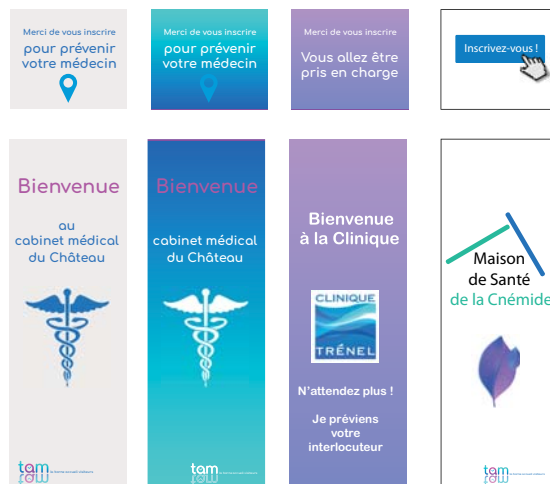 Merci de vous inscrire
pour prévenir
votre médecin
Merci de vous inscrire
pour prévenir
votre médecin
Merci de vous inscrire
Vous allez être
pris en charge
Inscrivez-vous !
Bienvenue
au
cabinet médical
du Château
tam
Bienvenue
cabinet médical
du Château
tam
Bienvenue
à la Clinique
CLINIQUE
TRÉNEL
N'attendez plus !
Je préviens
votre
interlocuteur
Maison
de Santé
de la Cnémide
tam